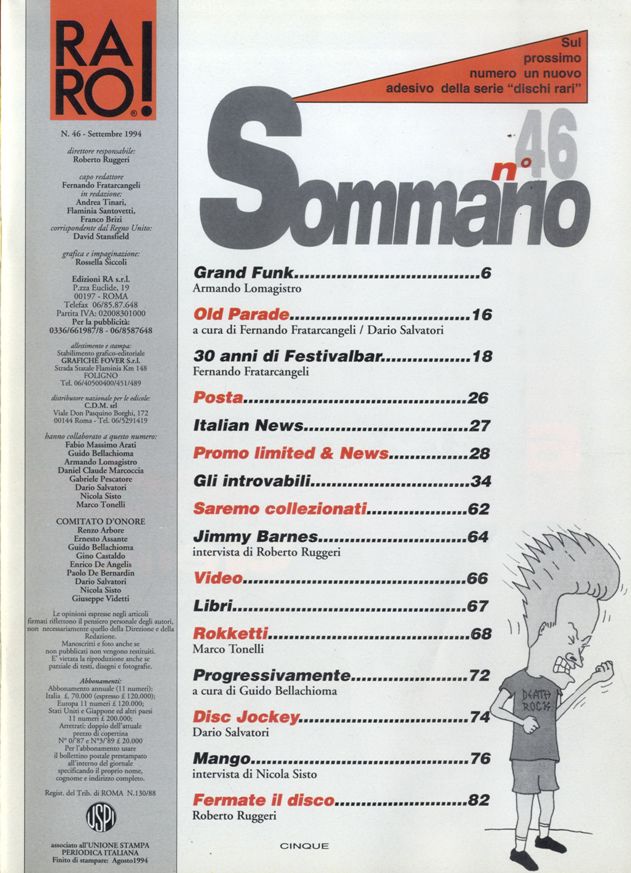 RA
RO!
®
N. 46 - Settembre 1994
direttore responsabile:
Roberto Ruggeri
capo redattore
Fernando Fratarcangeli
in redazione:
Andrea Tinari,
Flaminia Santovetti,
Franco Brizi
corrispondente dal Regno Unito:
David Stansfield
grafica e impaginazione:
Rossella Siccoli
Edizioni RA s.r.l.
P.zza Euclide, 19
00197 - ROMA
Telefax 06/85.87.648
Partita IVA: 02008301000
Per la pubblicità:
0336/661987/8 - 06/8587648
allestimento e stampa:
Stabilimento grafico-editoriale
GRAFICHE FOVER S.r.l.
Strada Statale Flaminia Km 148
FOLIGNO
Tel. 06/40500400/451/489
distributore nazionale per le edicole:
C.D.M. srl
Viale Don Pasquino Borghi, 172
00144 Roma - Tel. 06/5291419
hanno collaborato a questo numero:
Fabio Massimo Arati
Guido Bellachioma
Armando Lomagistro
Daniel Claude Marcoccia
Gabriele Pescatore
Dario Salvatori
Nicola Sisto
Marco Tonelli
COMITATO D'ONORE
Renzo Arbore
Ernesto Assante
Guido Bellachioma
Gino Castaldo
Enrico De Angelis
Paolo De Bernardin
Dario Salvatori
Nicola Sisto
Giuseppe Videtti
Le opinioni espresse negli articoli
firmati riflettono il pensiero personale degli autori,
non necessariamente quello della Direzione e della
Redazione.
Manoscritti e foto anche se
non pubblicati non vengono restituiti.
E' vietata la riproduzione anche se
parziale di testi, disegni e fotografie.
Abbonamenti:
Abbonamento annuale (11 numeri):
Italia £. 70.000 (espresso £ 120.000);
Europa 11 numeri £ 120.000;
Stati Uniti e Giappone ed altri paesi
11 numeri £ 200.000;
Arretrati: doppio dell'attuale
prezzo di copertina
N° 0/'87 e N°3/'89 £ 20.000
Per l'abbonamento usare
il bollettino postale prestampato
all'interno del giornale
specificando il proprio nome,
cognome e indirizzo completo.
Regist. del Trib. di ROMA N.130/88
USPI
associato all'UNIONE STAMPA
PERIODICA ITALIANA
Finito di stampare: Agosto1994
Sul
prossimo
numero un nuovo
adesivo della serie "dischi rari"
n° 46
Sommario
Grand Funk..................................6
Armando Lomagistro
Old Parade.................................16
a cura di Fernando Fratarcangeli / Dario Salvatori
30 anni di Festivalbar................18
Fernando Fratarcangeli
Posta.........................................26
Italian News..............................27
Promo limited & News..............28
Gli introvabili............................34
Saremo collezionati..................62
Jimmy Barnes...........................64
intervista di Roberto Ruggeri
Video.........................................66
Libri...........................................67
Rokketti.....................................68
Marco Tonelli
Progressivamente.....................72
a cura di Guido Bellachioma
Disc Jockey...............................74
Dario Salvatori
Mango........................................76
intervista di Nicola Sisto
Fermate il disco.........................82
Roberto Ruggeri
DEATH
ROCK
CINQUE